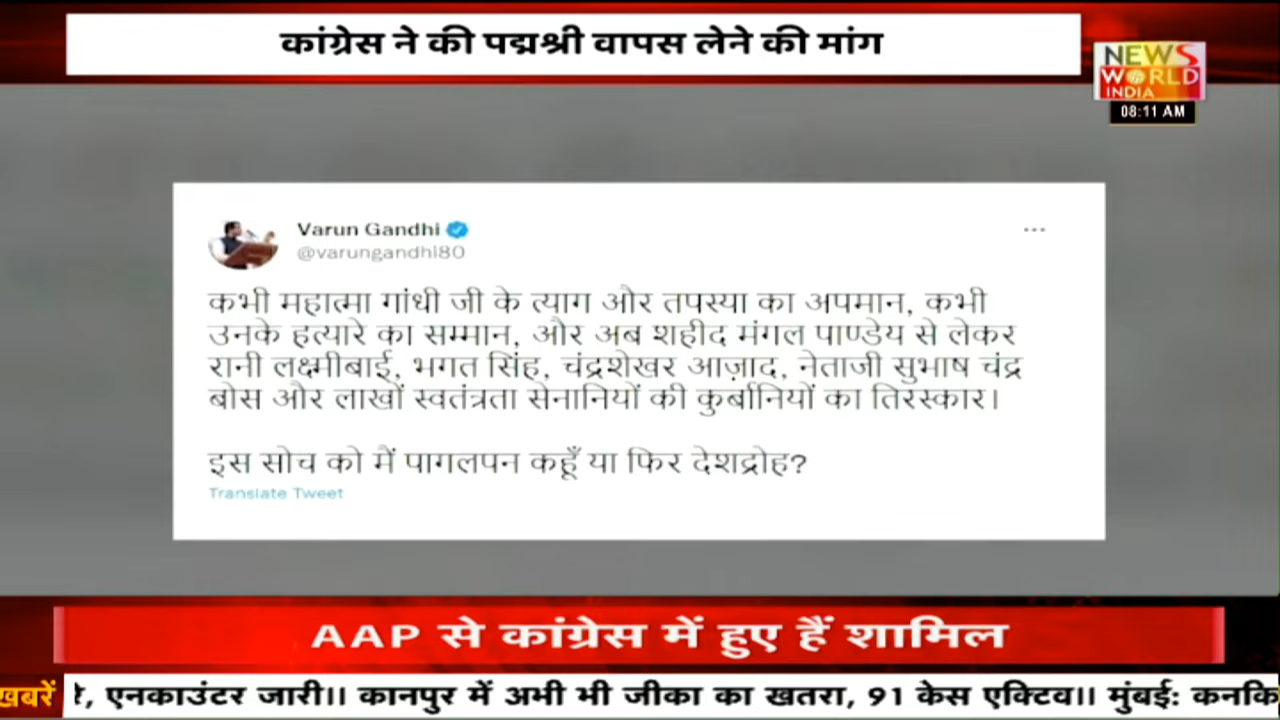 कांग्रेस ने की पद्मश्री वापस लेने की मांग
NEWS
WORLD
INDIA
08:11 AM
Varun Gandhi
@varungandhi80
कभी महात्मा गांधी जी के त्याग और तपस्या का अपमान, कभी
उनके हत्यारे का सम्मान, और अब शहीद मंगल पाण्डेय से लेकर
रानी लक्ष्मीबाई, भगत सिंह, चंद्रशेखर आज़ाद, नेताजी सुभाष चंद्र
बोस और लाखों स्वतंत्रता सेनानियों की कुर्बानियों का तिरस्कार।
इस सोच को मैं पागलपन कहूँ या फिर देशद्रोह?
Translate Tweet
AAP से कांग्रेस में हुए हैं शामिल
खबरें , एनकाउंटर जारी।। कानपुर में अभी भी जीका का खतरा, 91 केस एक्टिव।। मुंबई: